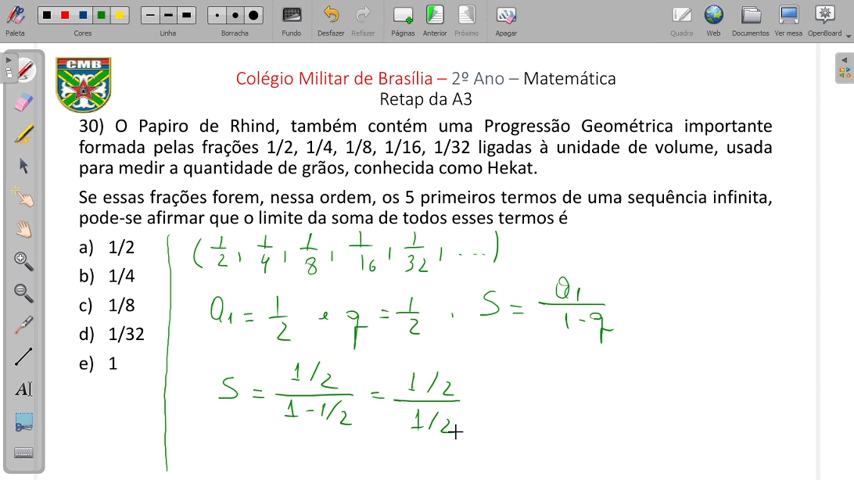 Cores
Linha
Borracha
Paleta
Fundo
Desfazer
Refazer
Páginas
Anterior
Próximo
Apagar
Quadro
Web
Documentos
Ver mesa
OpenBoard
CMB
Colégio Militar de Brasília – 2º Ano – Matemática
Retap da A3
30) O Papiro de Rhind, também contém uma Progressão Geométrica importante
formada pelas frações 1/2, 1/4, 1/8, 1/16, 1/32 ligadas à unidade de volume, usada
para medir a quantidade de grãos, conhecida como Hekat.
Se essas frações forem, nessa ordem, os 5 primeiros termos de uma sequência infinita,
pode-se afirmar que o limite da soma de todos esses termos é
a) 1/2
b) 1/4
c) 1/8
d) 1/32
e) 1
(1/2, 1/4, 1/8, 1/16, 1/32, ...)
a1 = 1/2 e q = 1/2 . S = a1/(1-q)
S = (1/2)/(1-1/2) = (1/2)/(1/2)